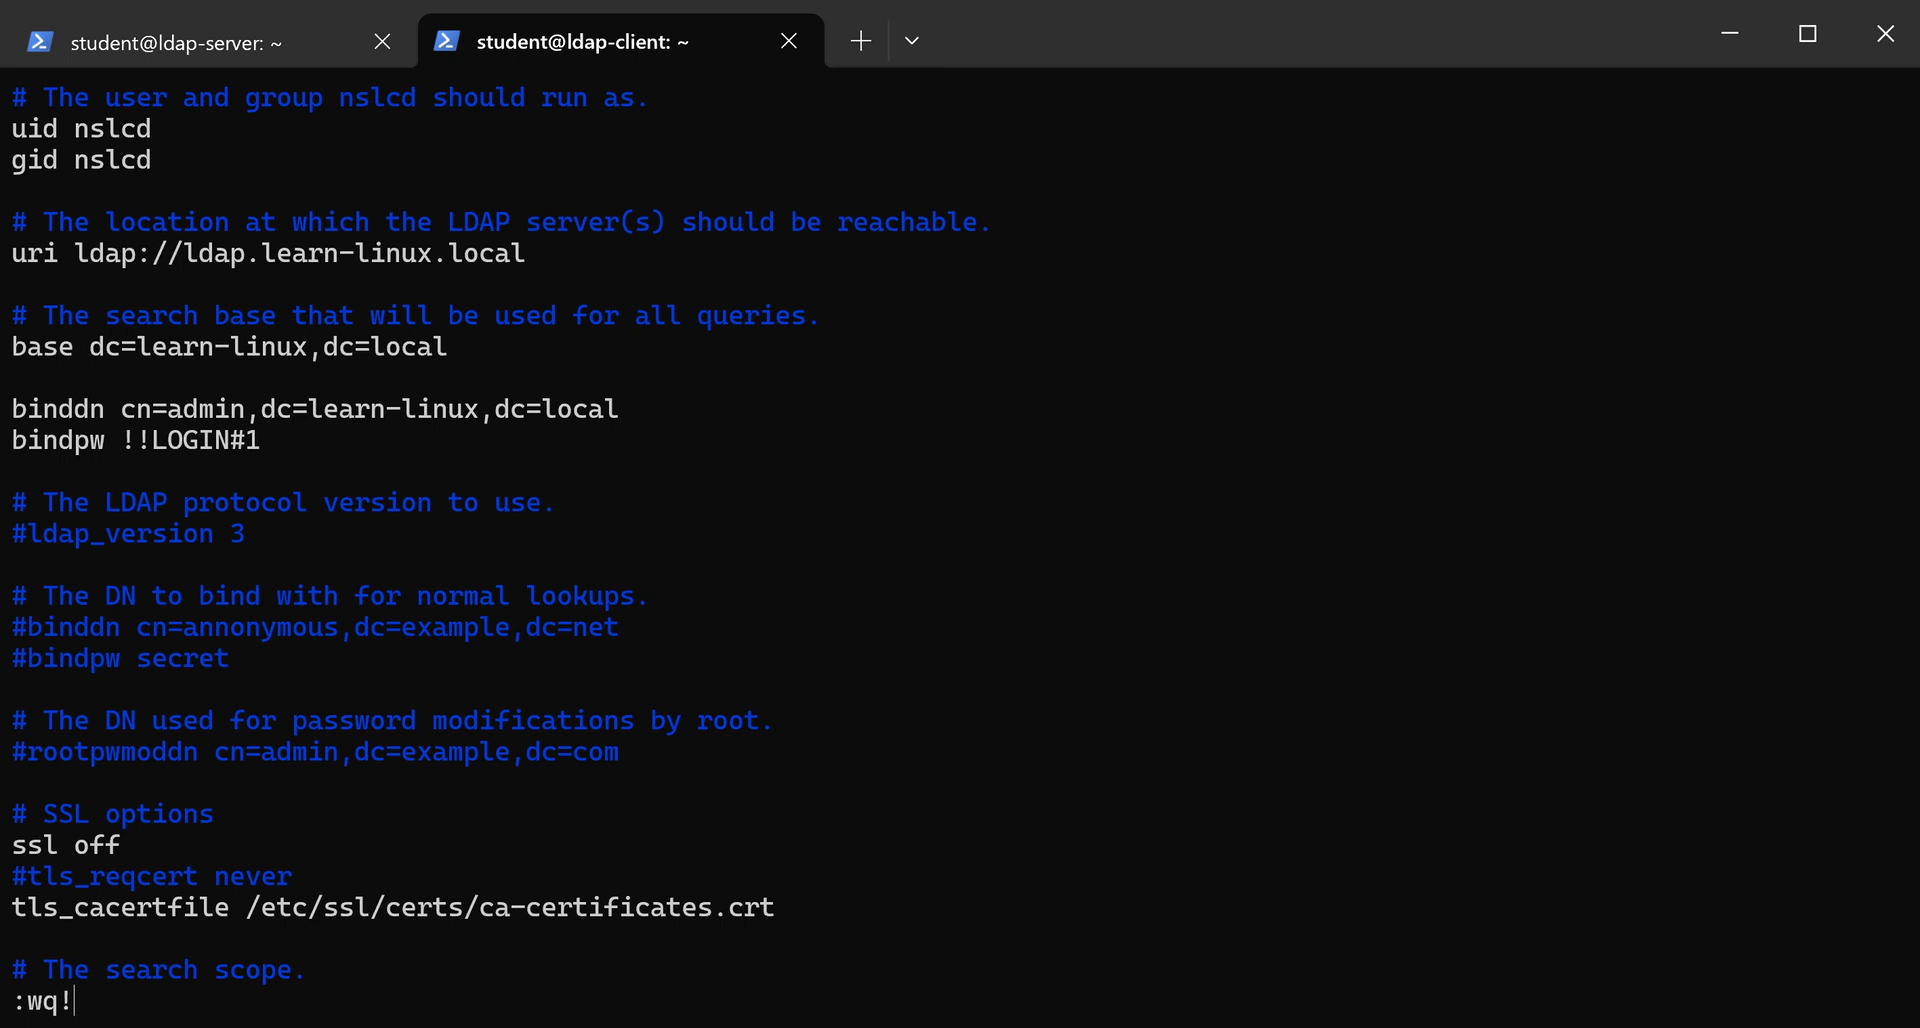 student@ldap-server: ~
student@ldap-client: ~
# The user and group nslcd should run as.
uid nslcd
gid nslcd
# The location at which the LDAP server(s) should be reachable.
uri ldap://ldap.learn-linux.local
# The search base that will be used for all queries.
base dc=learn-linux,dc=local
binddn cn=admin,dc=learn-linux,dc=local
bindpw !!LOGIN#1
# The LDAP protocol version to use.
#ldap_version 3
# The DN to bind with for normal lookups.
#binddn cn=annonymous,dc=example,dc=net
#bindpw secret
# The DN used for password modifications by root.
#rootpwmoddn cn=admin,dc=example,dc=com
# SSL options
ssl off
#tls_reqcert never
tls_cacertfile /etc/ssl/certs/ca-certificates.crt
# The search scope.
:wq!